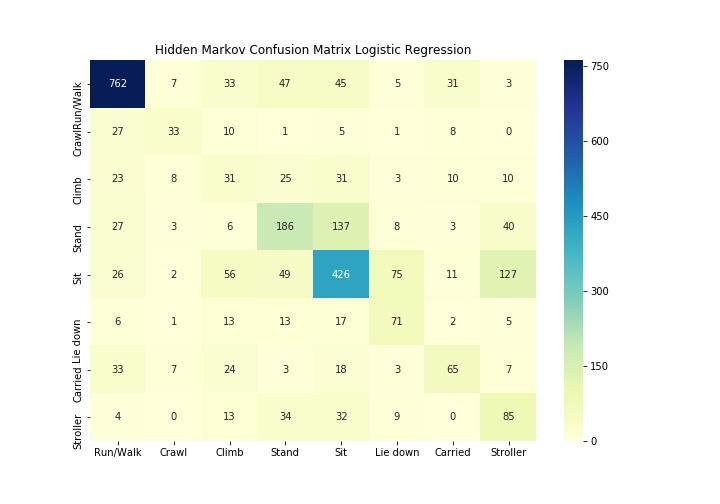 Hidden Markov Confusion Matrix Logistic Regression
Run/Walk 762 7 33 47 45 5 31 3
Crawl 27 33 10 1 5 1 8 0
Climb 23 8 31 25 31 3 10 10
Stand 27 3 6 186 137 8 3 40
Sit 26 2 56 49 426 75 11 127
Lie down 6 1 13 13 17 71 2 5
Carried 33 7 24 3 18 3 65 7
Stroller 4 0 13 34 32 9 0 85
Run/Walk Crawl Climb Stand Sit Lie down Carried Stroller
750
600
450
300
150
0